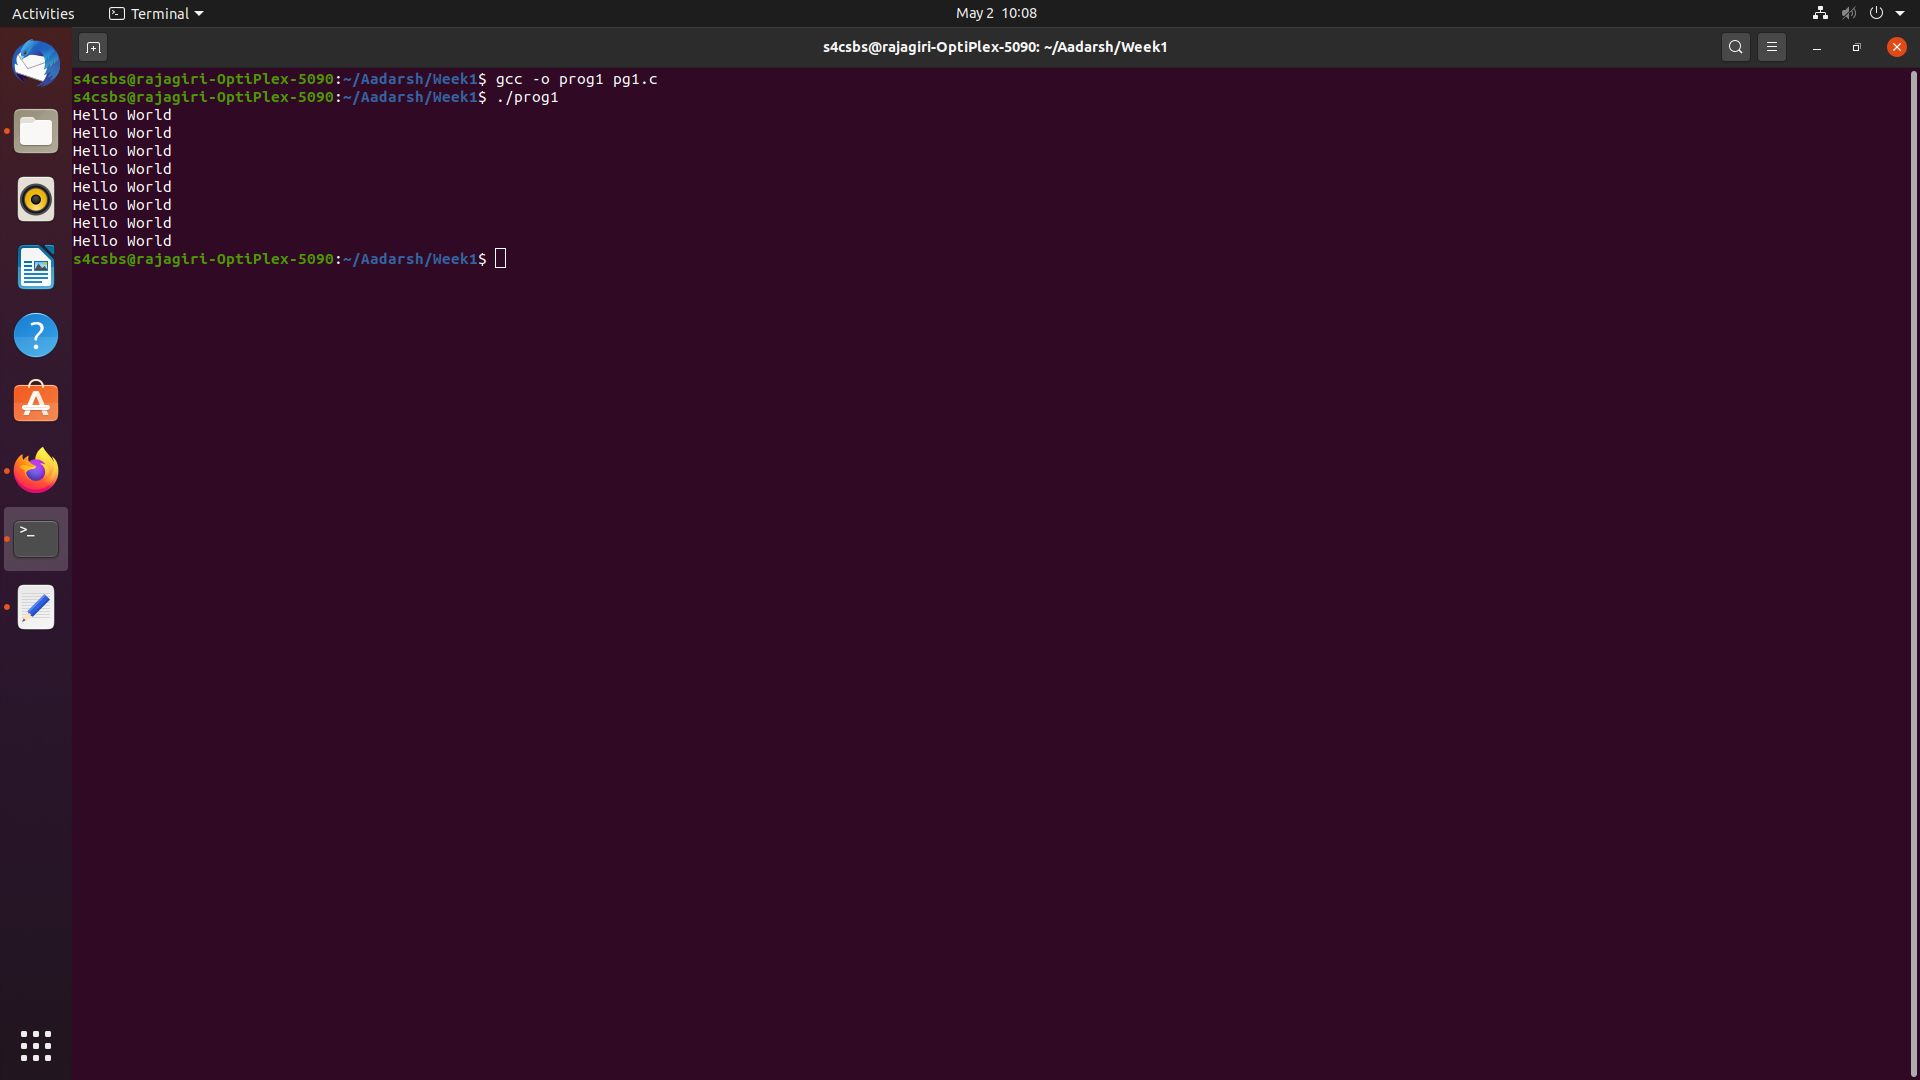 Activities
Terminal
May 2 10:08
s4csbs@rajagiri-OptiPlex-5090: ~/Aadarsh/Week1
s4csbs@rajagiri-OptiPlex-5090:~/Aadarsh/Week1$ gcc -o prog1 pg1.c
s4csbs@rajagiri-OptiPlex-5090:~/Aadarsh/Week1$ ./prog1
Hello World
Hello World
Hello World
Hello World
Hello World
Hello World
Hello World
Hello World
s4csbs@rajagiri-OptiPlex-5090:~/Aadarsh/Week1$